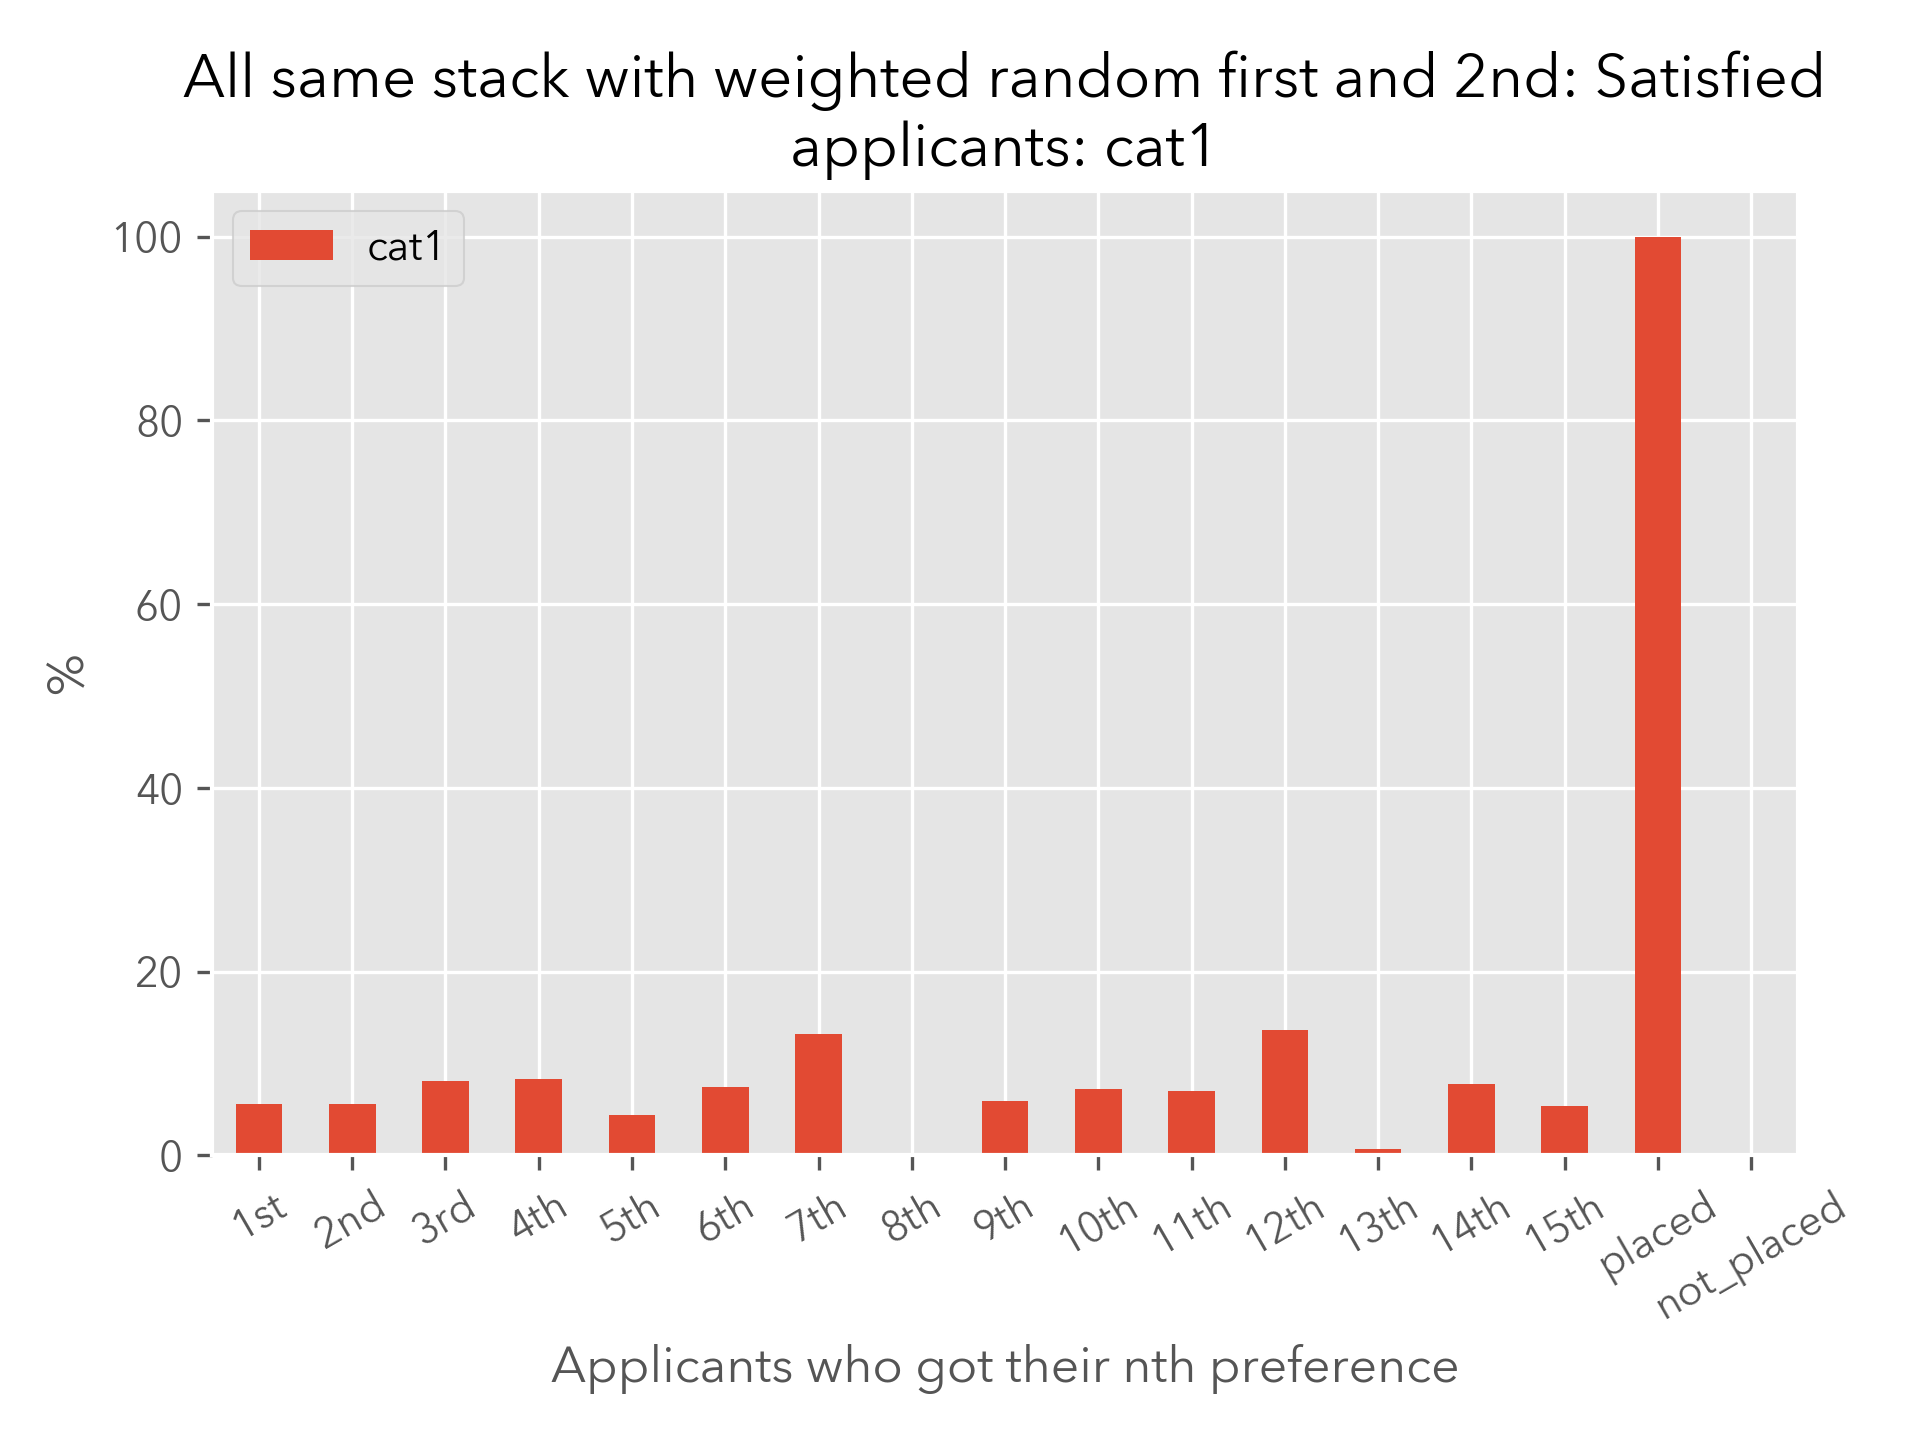 All same stack with weighted random first and 2nd: Satisfied
applicants: cat1
cat1
100
80
60
40
20
0
%
1st 2nd 3rd 4th 5th 6th 7th 8th 9th 10th 11th 12th 13th 14th 15th placed not_placed
Applicants who got their nth preference